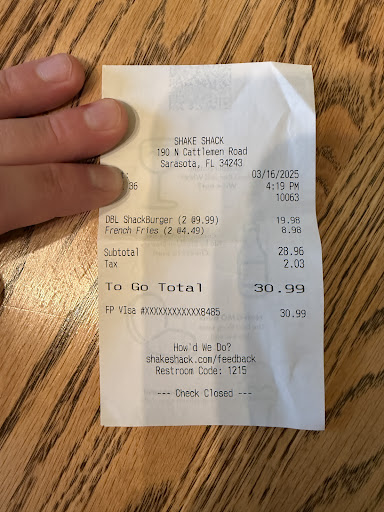 SHAKE SHACK
190 N Cattlemen Road
Sarasota, FL 34243
03/16/2025
36 4:19 PM
10063
DBL ShackBurger (2 @9.99) 19.98
French Fries (2 @4.49) 8.98
Subtotal 28.96
Tax 2.03
To Go Total 30.99
FP Visa #XXXXXXXXXXXX8485 30.99
How'd We Do?
shakeshack.com/feedback
Restroom Code: 1215
--- Check Closed ---